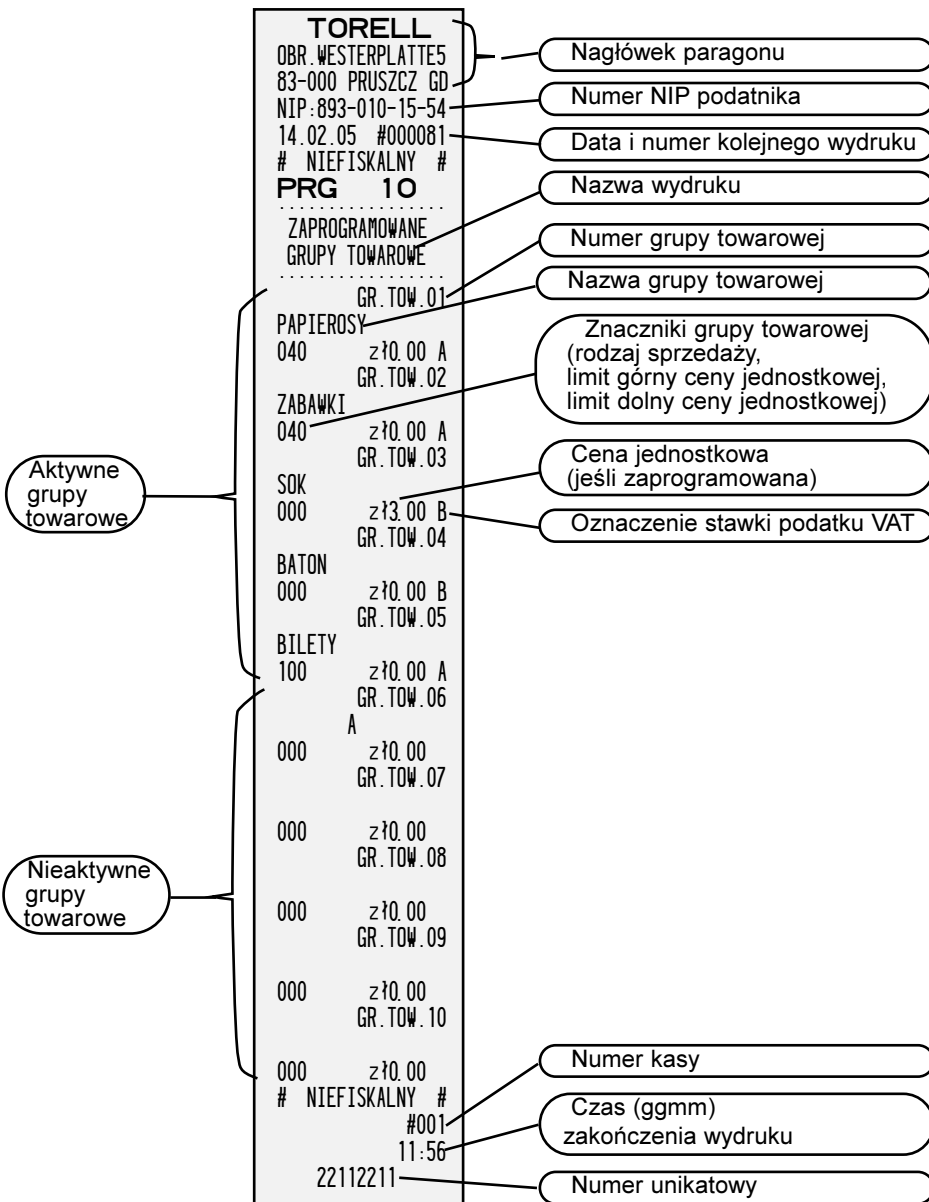 TORELL
OBR.WESTERPLATTE5
83-000 PRUSZCZ GD
NIP:893-010-15-54
14.02.05 #000081
# NIEFISKALNY #
PRG 10
.................
ZAPROGRAMOWANE
GRUPY TOWAROWE
.................
GR.TOW.01
PAPIEROSY
040 zł0.00 A
GR.TOW.02
ZABAWKI
040 zł0.00 A
GR.TOW.03
SOK
000 zł3.00 B
GR.TOW.04
BATON
000 zł0.00 B
GR.TOW.05
BILETY
100 zł0.00 A
GR.TOW.06
A
000 zł0.00
GR.TOW.07
000 zł0.00
GR.TOW.08
000 zł0.00
GR.TOW.09
000 zł0.00
GR.TOW.10
000 zł0.00
# NIEFISKALNY #
#001
11:56
22112211
Nagłówek paragonu
Numer NIP podatnika
Data i numer kolejnego wydruku
Nazwa wydruku
Numer grupy towarowej
Nazwa grupy towarowej
Znaczniki grupy towarowej
(rodzaj sprzedaży,
limit górny ceny jednostkowej,
limit dolny ceny jednostkowej)
Cena jednostkowa
(jeśli zaprogramowana)
Oznaczenie stawki podatku VAT
Numer kasy
Czas (ggmm)
zakończenia wydruku
Numer unikatowy
Aktywne
grupy
towarowe
Nieaktywne
grupy
towarowe